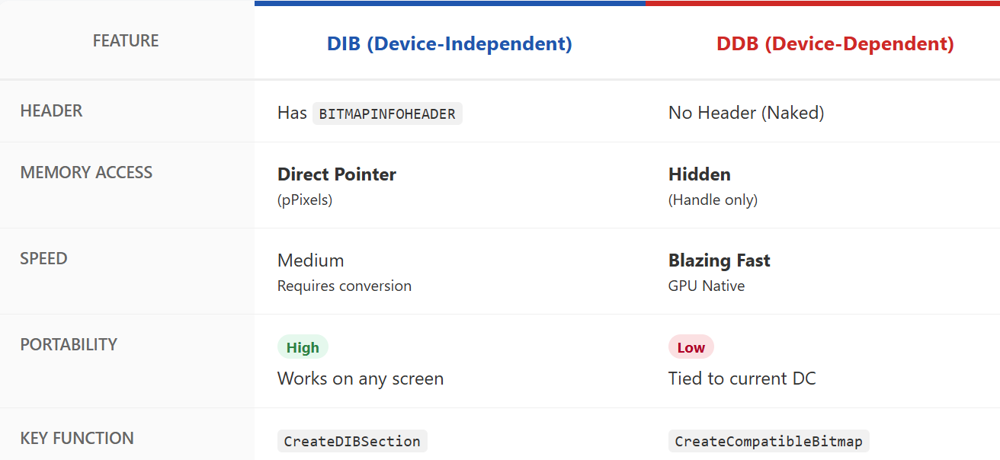 FEATURE
DIB (Device-Independent)
DDB (Device-Dependent)
HEADER
Has BITMAPINFOHEADER
No Header (Naked)
MEMORY ACCESS
Direct Pointer
(pPixels)
Hidden
(Handle only)
SPEED
Medium
Requires conversion
Blazing Fast
GPU Native
PORTABILITY
High
Works on any screen
Low
Tied to current DC
KEY FUNCTION
CreateDIBSection
CreateCompatibleBitmap